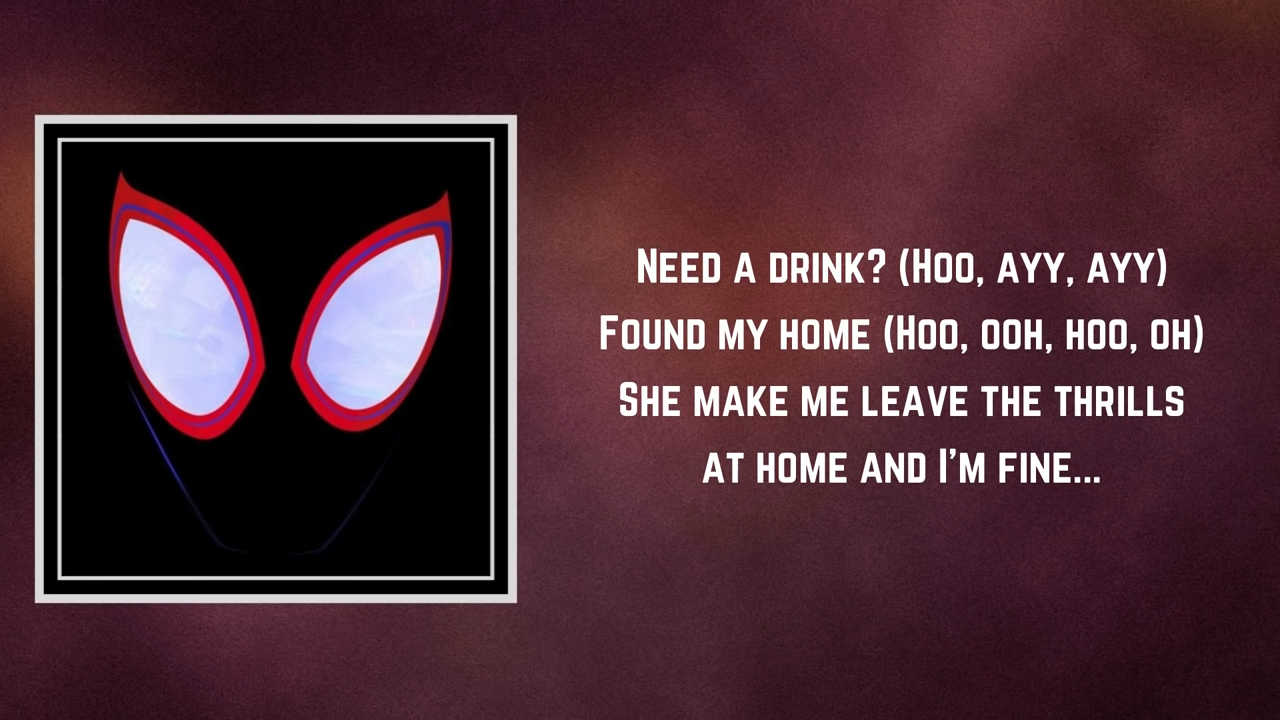 Need a drink? (Hoo, ayy, ayy)
Found my home (Hoo, ooh, hoo, oh)
She make me leave the thrills
at home and I'm fine...